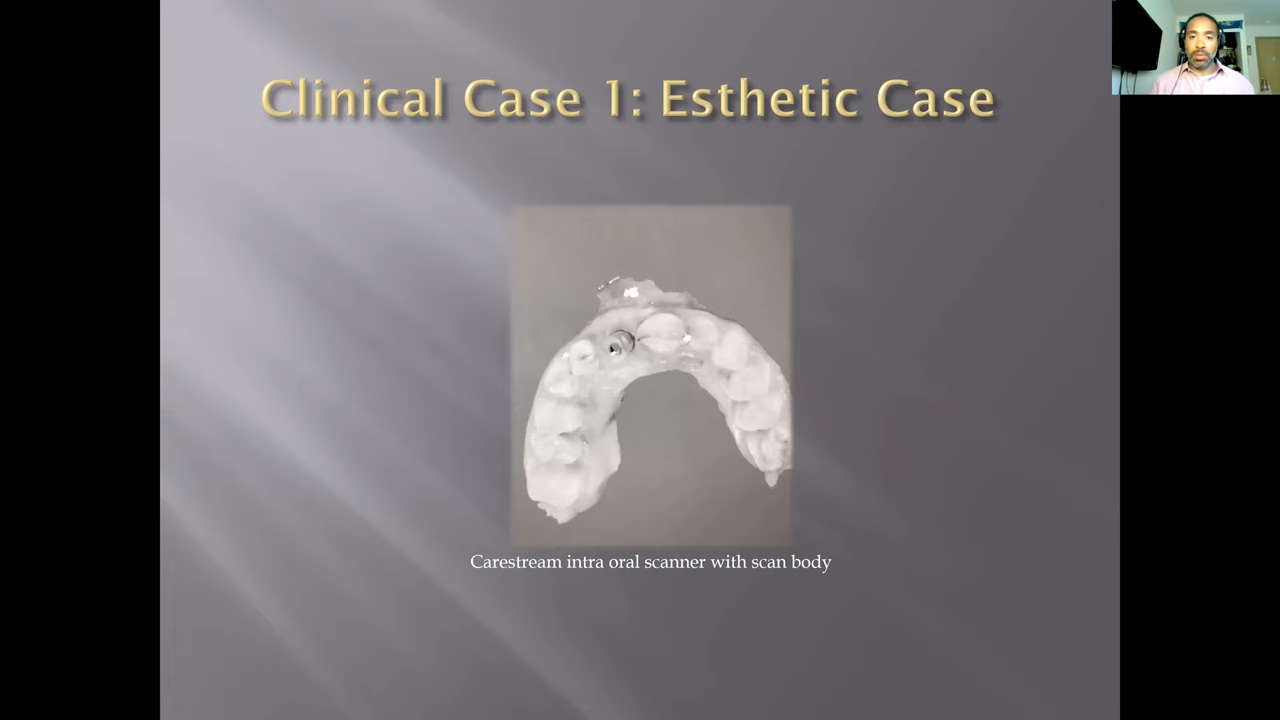 Clinical Case 1: Esthetic Case
Carestream intra oral scanner with scan body